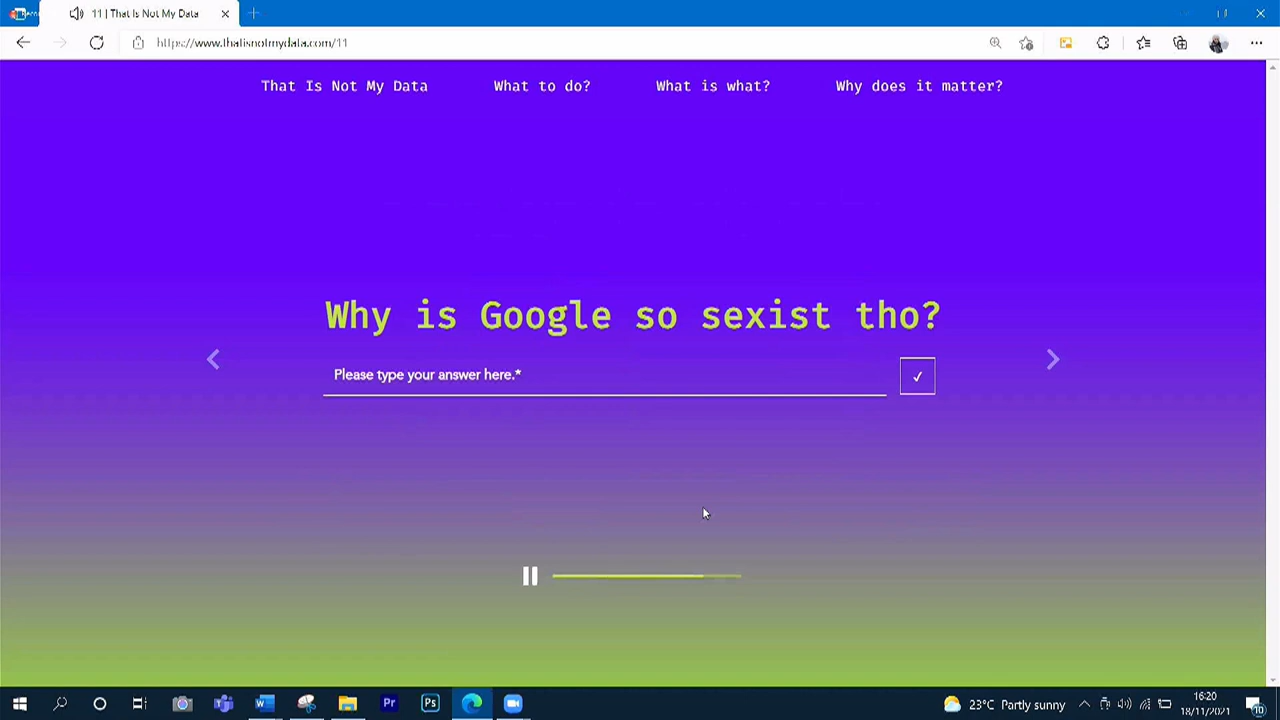 11 | That Is Not My Data
https://www.thatisnotmydata.com/11
That Is Not My Data
What to do?
What is what?
Why does it matter?
Why is Google so sexist tho?
Please type your answer here.*
23°C Partly sunny
16:20
18/11/2021
10